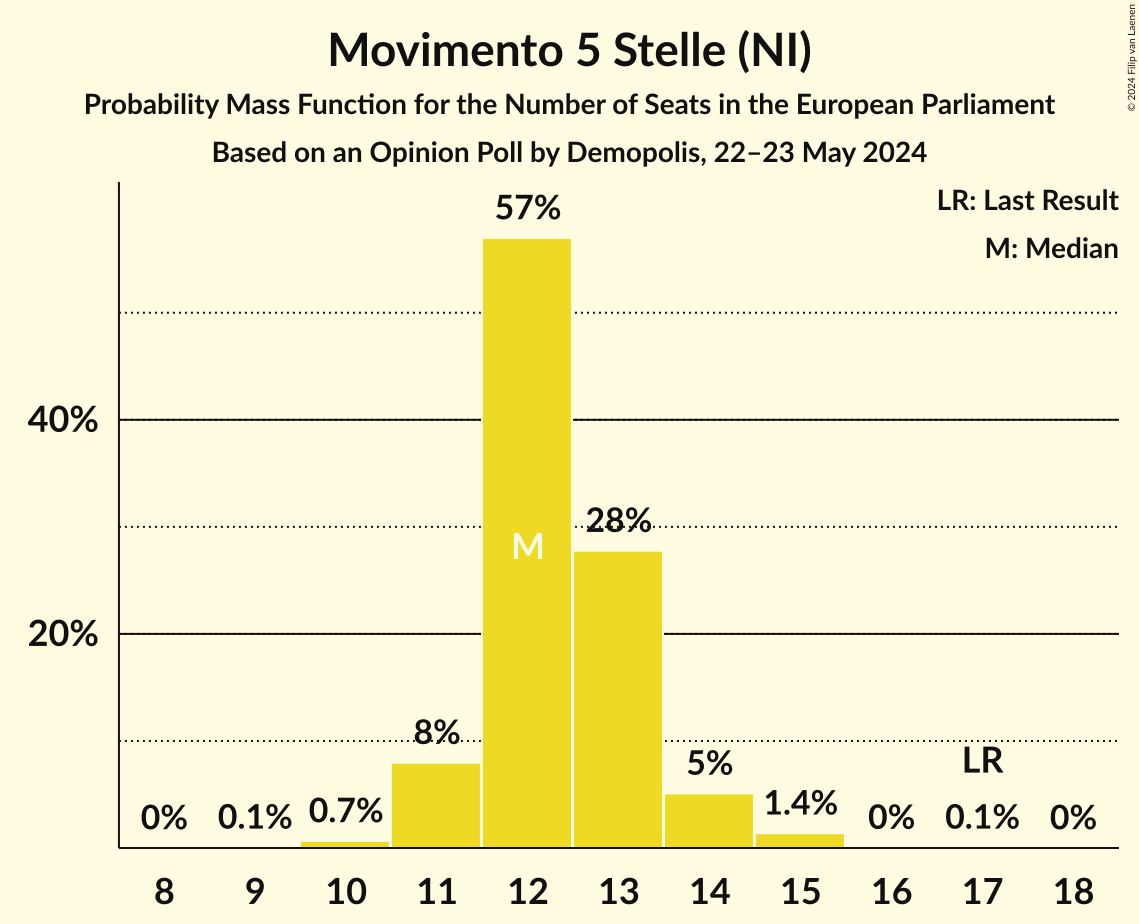 Movimento 5 Stelle (NI)
Probability Mass Function for the Number of Seats in the European Parliament
Based on an Opinion Poll by Demopolis, 22–23 May 2024
© 2024 Filip van Laenen
LR: Last Result
M: Median
57%
40%
28%
M
20%
8%
5%
LR
0%
0.1%
0.7%
1.4%
0%
0.1%
0%
8 9 10 11 12 13 14 15 16 17 18